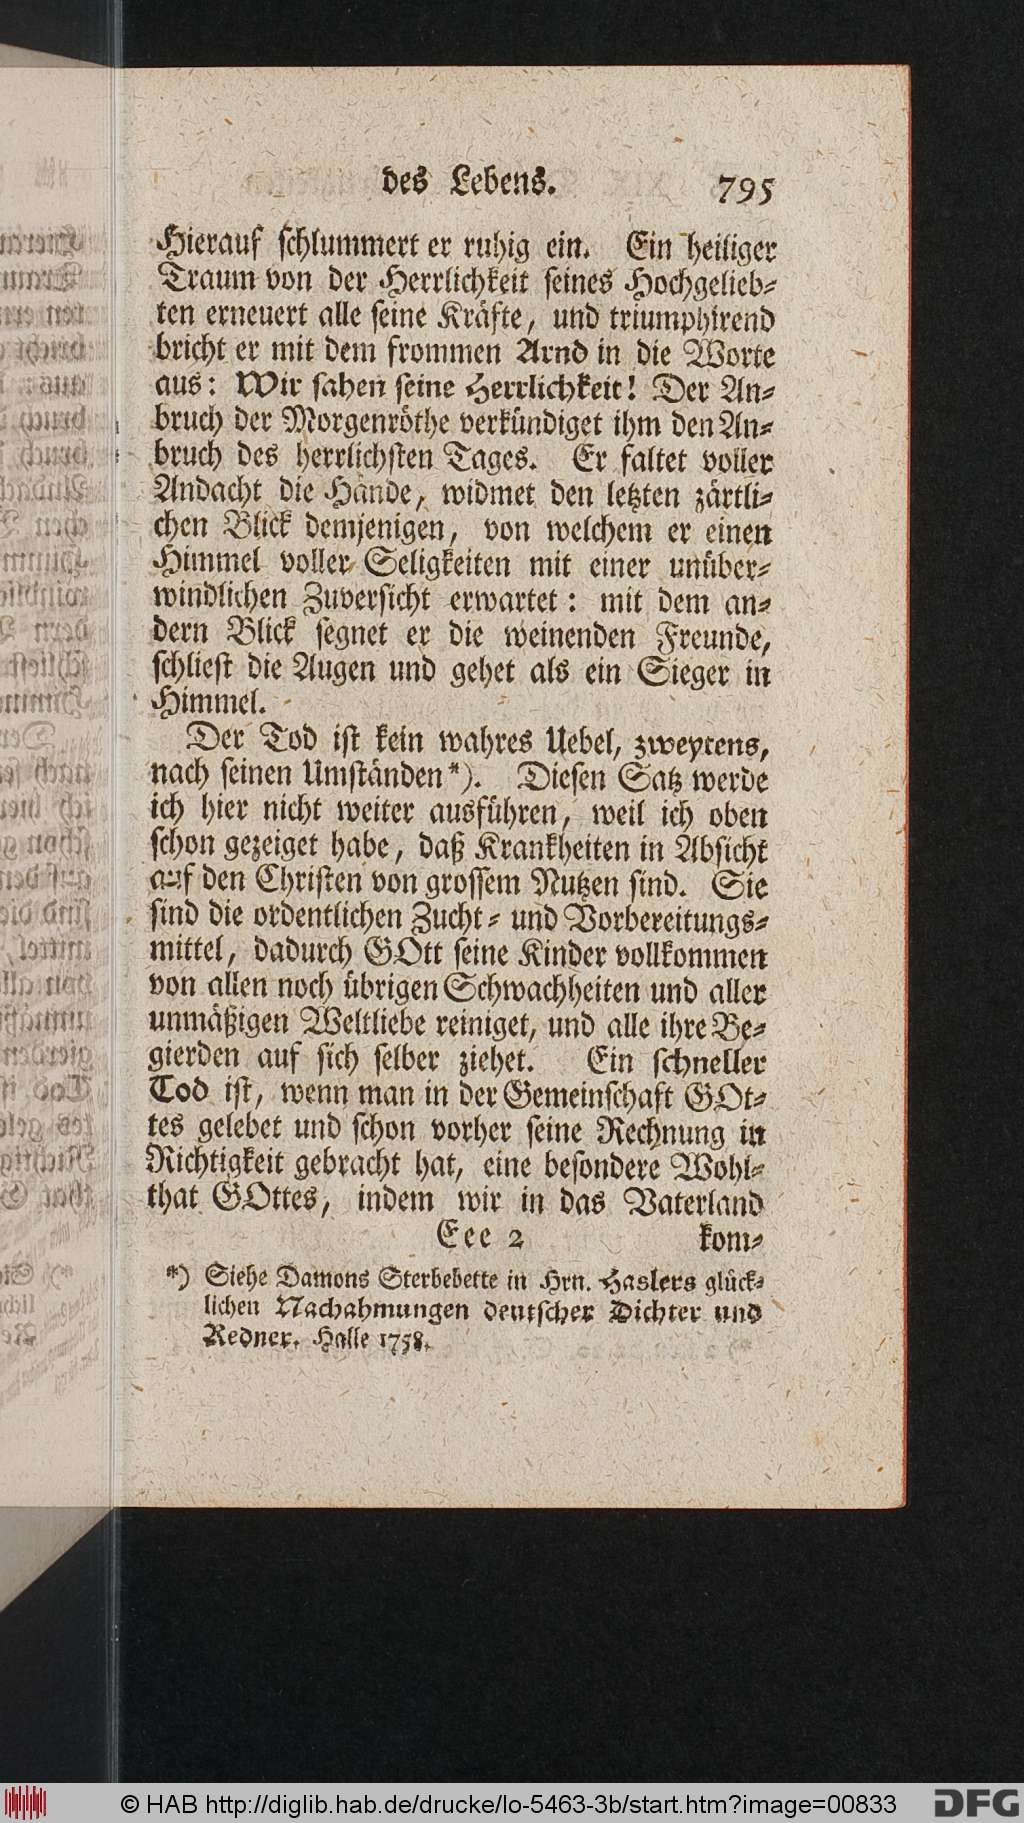 des Lebens. 795
Hierauf schlummert er ruhig ein. Ein heiliger
Traum von der Herrlichkeit seines Hochgelieb-
ten erneuert alle seine Kräfte, und triumphirend
bricht er mit dem frommen Arnd in die Worte
aus: Wir sahen seine Herrlichkeit! Der An-
bruch der Morgenröthe verkündiget ihm den An-
bruch des herrlichsten Tages. Er faltet voller
Andacht die Hände, widmet den letzten zärtli-
chen Blick demjenigen, von welchem er einen
Himmel voller Seligkeiten mit einer unüber-
windlichen Zuversicht erwartet: mit dem an-
dern Blick segnet er die weinenden Freunde,
schliest die Augen und gehet als ein Sieger in
Himmel.
Der Tod ist kein wahres Uebel, zweytens,
nach seinen Umständen*). Diesen Satz werde
ich hier nicht weiter ausführen, weil ich oben
schon gezeiget habe, daß Krankheiten in Absicht
auf den Christen von grossem Nutzen sind. Sie
sind die ordentlichen Zucht- und Vorbereitungs-
mittel, dadurch GOtt seine Kinder vollkommen
von allen noch übrigen Schwachheiten und aller
unmäßigen Weltliebe reiniget, und alle ihre Be-
gierden auf sich selber ziehet. Ein schneller
Tod ist, wenn man in der Gemeinschaft GOt-
tes gelebet und schon vorher seine Rechnung in
Richtigkeit gebracht hat, eine besondere Wohl-
that GOttes, indem wir in das Vaterland
Eee 2 kom-
*) Siehe Damons Sterbebette in Hrn. Haslers glück-
lichen Nachahmungen deutscher Dichter und
Redner. Halle 1758.
© HAB http://diglib.hab.de/drucke/lo-5463-3b/start.htm?image=00833
DFG